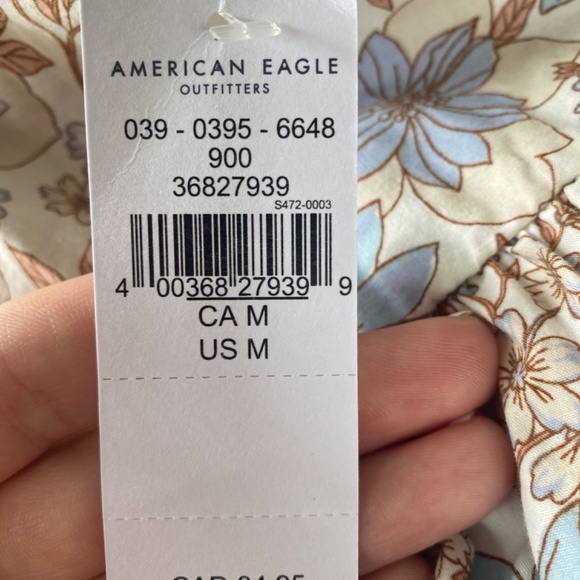 AMERICAN EAGLE
OUTFITTERS
039 - 0395 - 6648
900
36827939
S472-0003
4 00368 27939 9
CA M
US M